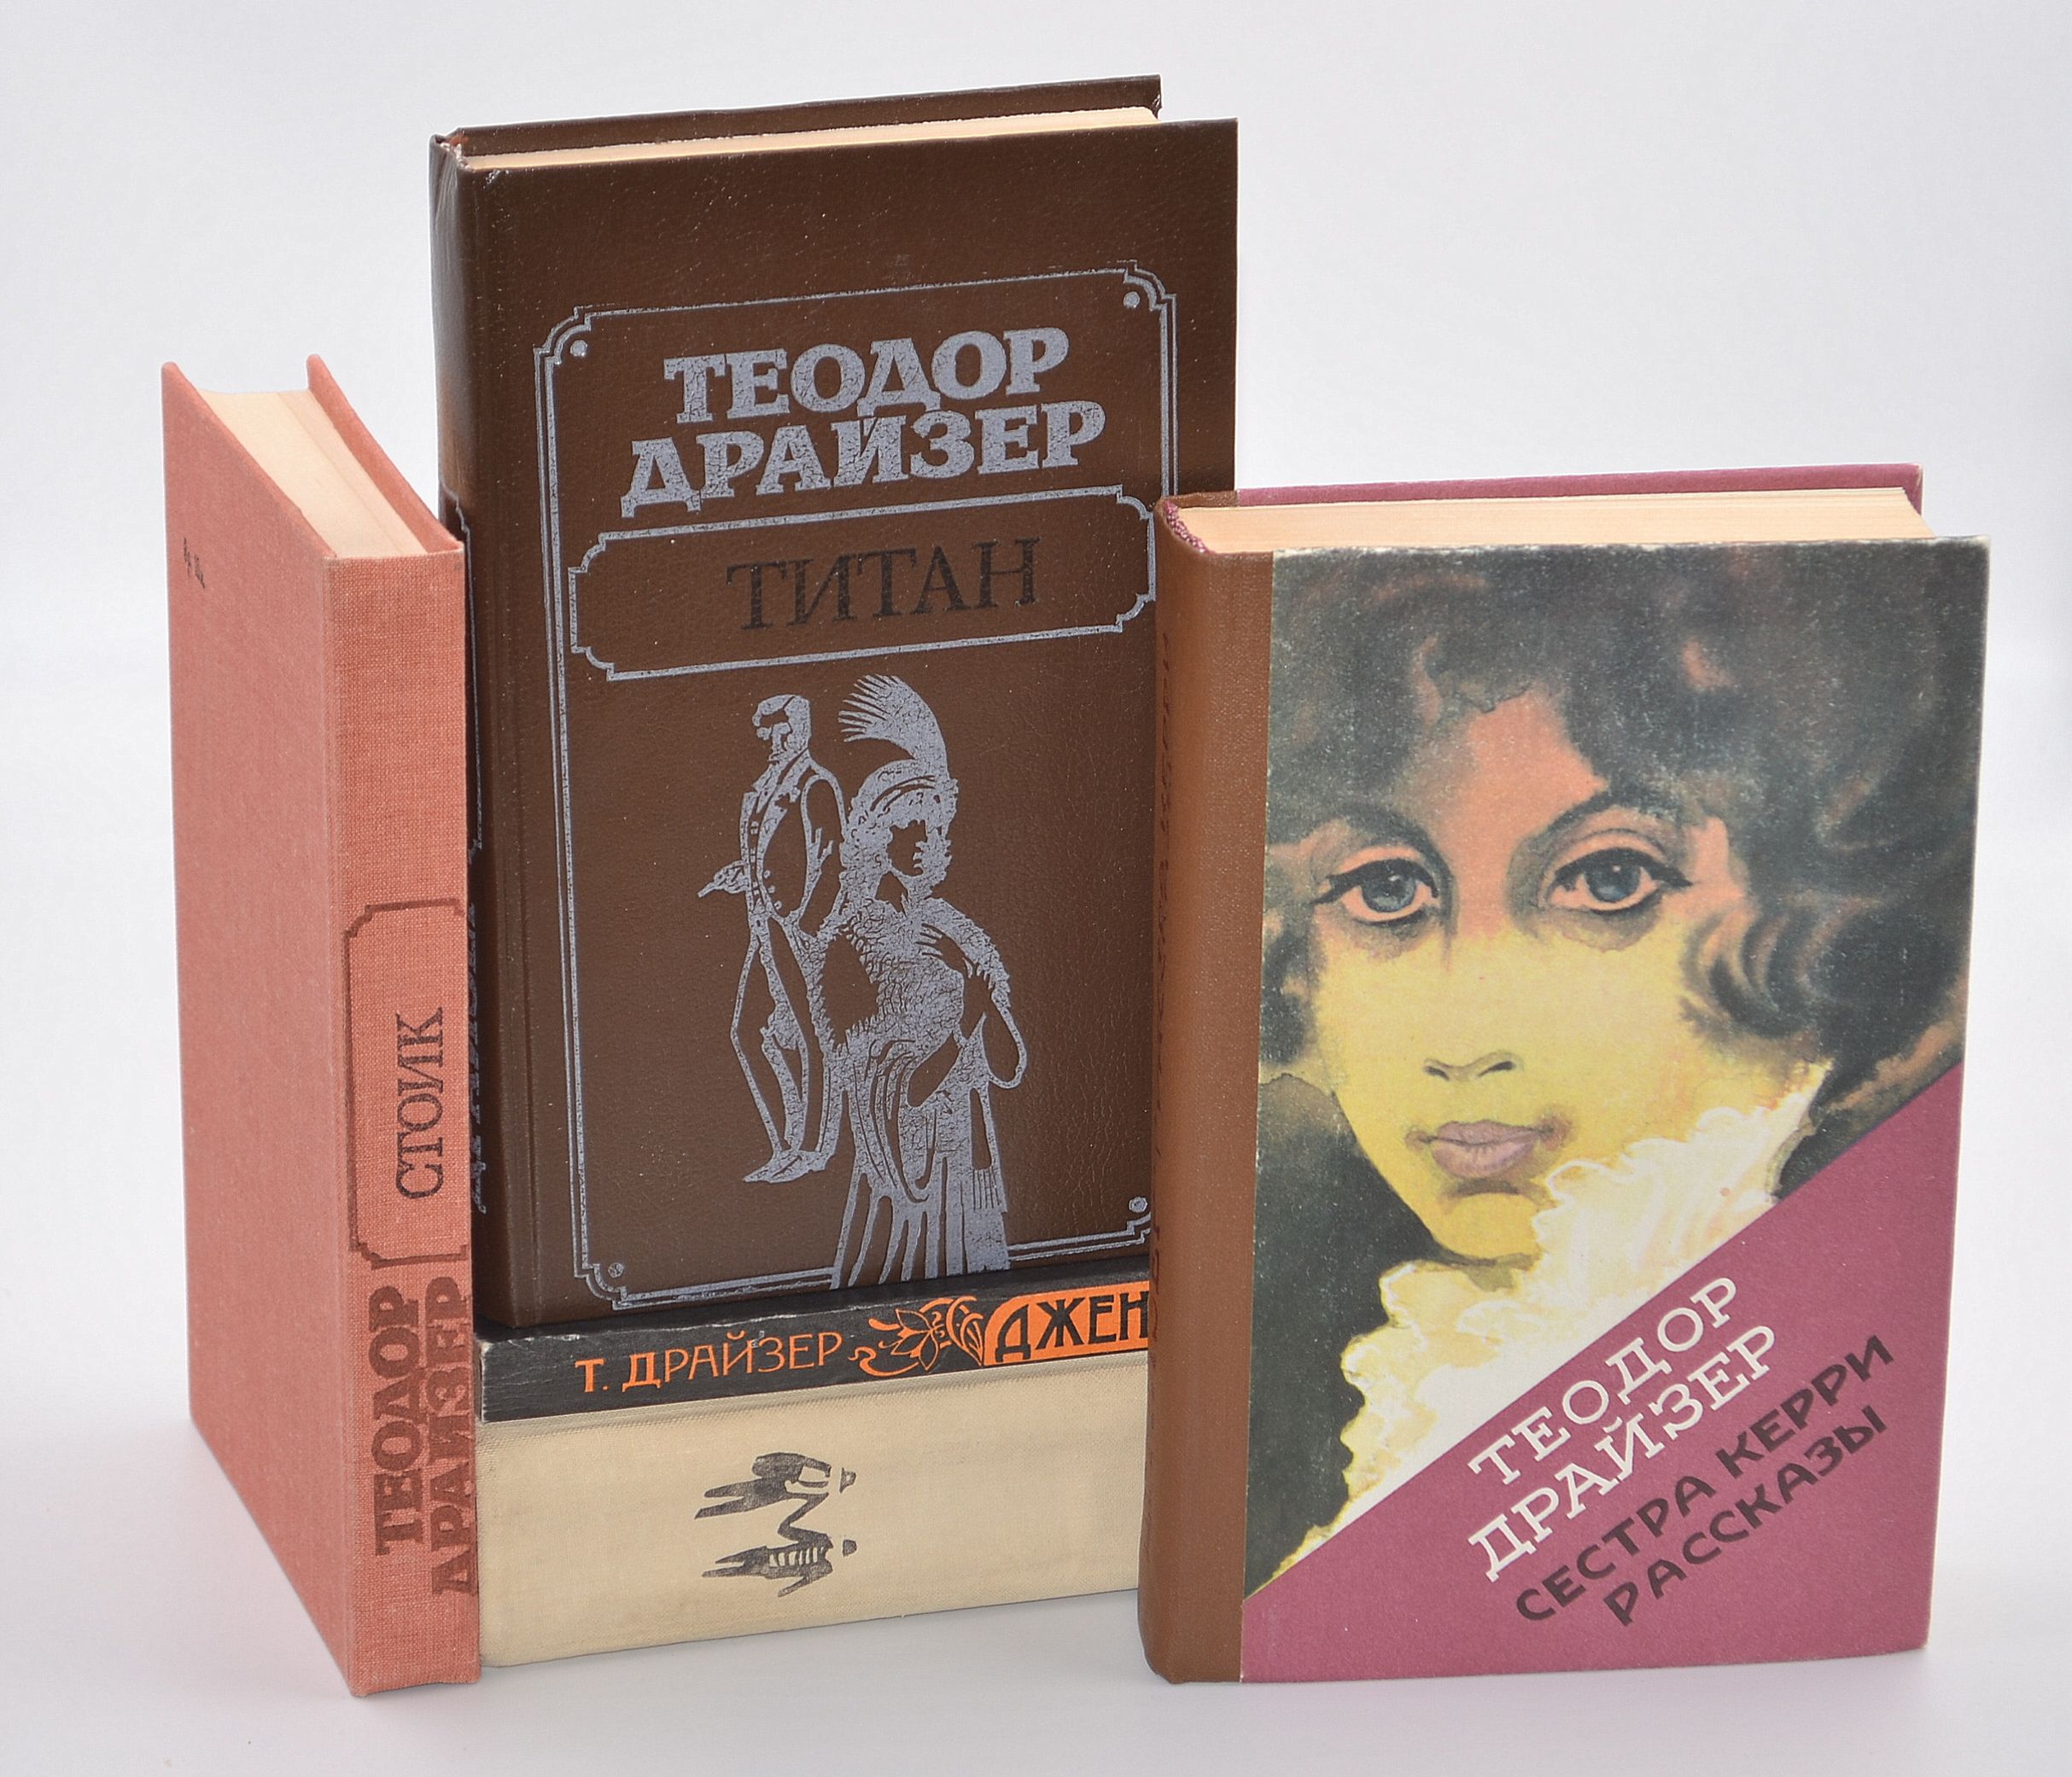 СТОИК
ТЕОДОР
ДРАЙЗЕР
ТЕОДОР
ДРАЙЗЕР
ТИТАН
Т. ДРАЙЗЕР ДЖЕН
ТЕОДОР
ДРАЙЗЕР
СЕСТРА КЕРРИ
РАССКАЗЫ